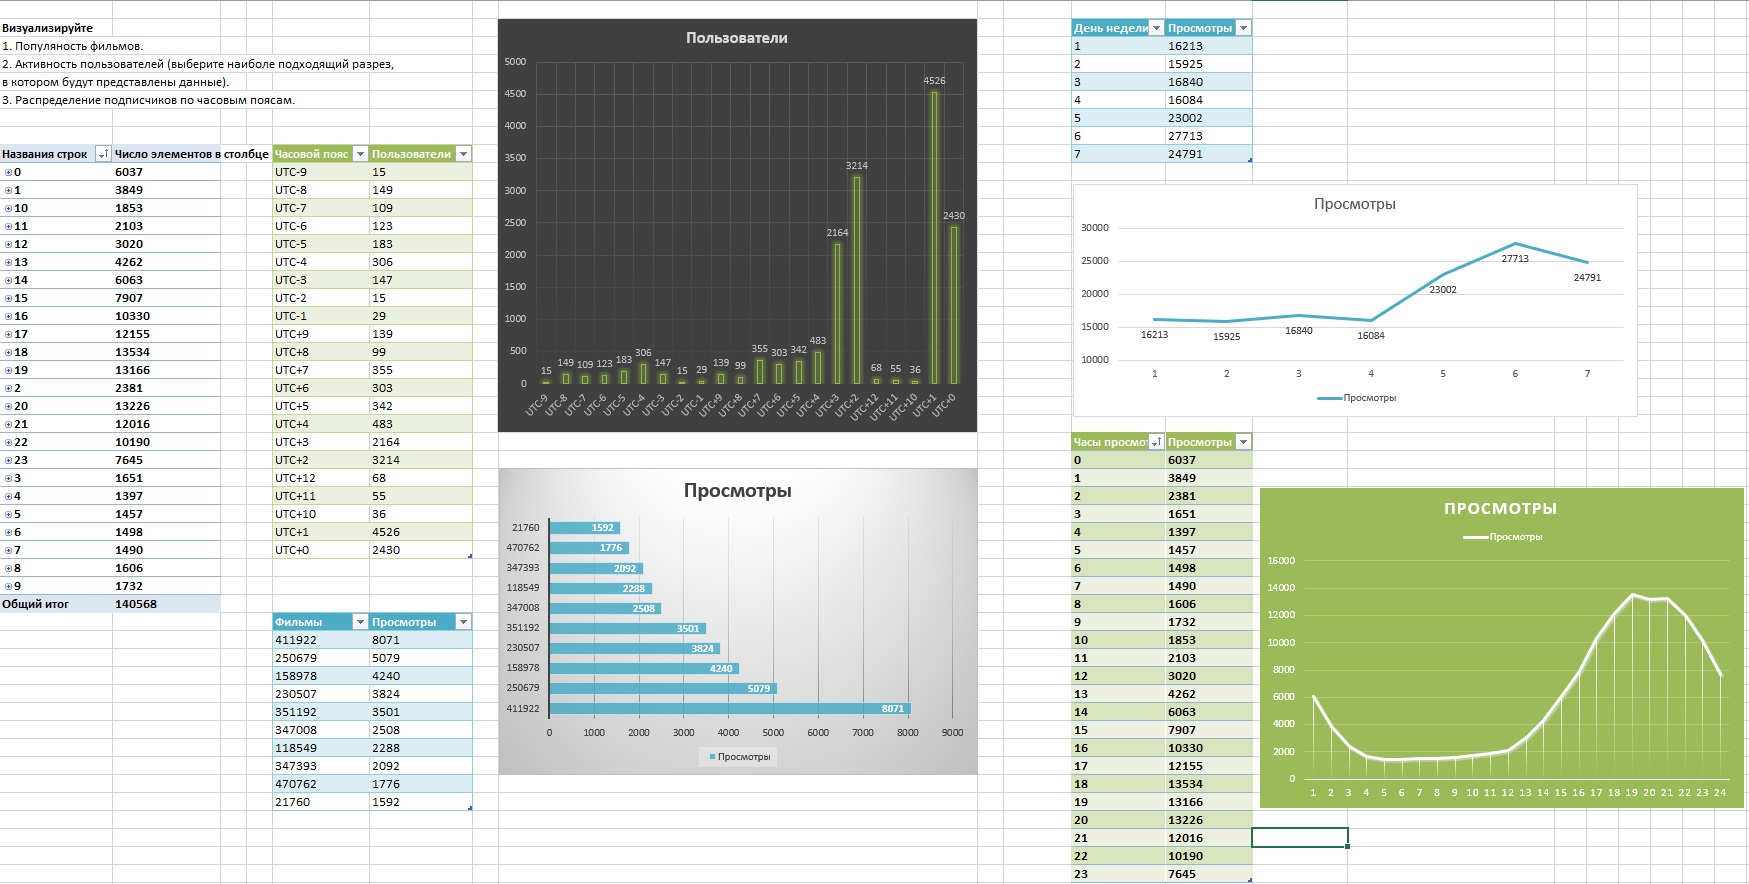 Визуализируйте
1. Популяность фильмов.
2. Активность пользователей (выберите наиболе подходящий разрез,
в котором будут представлены данные).
3. Распределение подписчиков по часовым поясам.
Названия строк Число элементов в столбце
0 6037
1 3849
10 1853
11 2103
12 3020
13 4262
14 6063
15 7907
16 10330
17 12155
18 13534
19 13166
2 2381
20 13226
21 12016
22 10190
23 7645
3 1651
4 1397
5 1457
6 1498
7 1490
8 1606
9 1732
Общий итог 140568
Часовой пояс Пользователи
UTC-9 15
UTC-8 149
UTC-7 109
UTC-6 123
UTC-5 183
UTC-4 306
UTC-3 147
UTC-2 15
UTC-1 29
UTC+9 139
UTC+8 99
UTC+7 355
UTC+6 303
UTC+5 342
UTC+4 483
UTC+3 2164
UTC+2 3214
UTC+12 68
UTC+11 55
UTC+10 36
UTC+1 4526
UTC+0 2430
Фильмы Просмотры
411922 8071
250679 5079
158978 4240
230507 3824
351192 3501
347008 2508
118549 2288
347393 2092
470762 1776
21760 1592
Пользователи
5000
4500
4000
3500
3000
2500
2000
1500
1000
500
0
15 149 109 123 183 306 147 15 29 139 99 355 303 342 483 2164 3214 68 55 36 4526 2430
UTC-9 UTC-8 UTC-7 UTC-6 UTC-5 UTC-4 UTC-3 UTC-2 UTC-1 UTC+9 UTC+8 UTC+7 UTC+6 UTC+5 UTC+4 UTC+3 UTC+2 UTC+12 UTC+11 UTC+10 UTC+1 UTC+0
Просмотры
21760 1592
470762 1776
347393 2092
118549 2288
347008 2508
351192 3501
230507 3824
158978 4240
250679 5079
411922 8071
0 1000 2000 3000 4000 5000 6000 7000 8000 9000
Просмотры
День недели Просмотры
1 16213
2 15925
3 16840
4 16084
5 23002
6 27713
7 24791
Просмотры
30000
25000
20000
15000
10000
16213 15925 16840 16084 23002 27713 24791
1 2 3 4 5 6 7
Просмотры
Часы просмот Просмотры
0 6037
1 3849
2 2381
3 1651
4 1397
5 1457
6 1498
7 1490
8 1606
9 1732
10 1853
11 2103
12 3020
13 4262
14 6063
15 7907
16 10330
17 12155
18 13534
19 13166
20 13226
21 12016
22 10190
23 7645
ПРОСМОТРЫ
Просмотры
16000
14000
12000
10000
8000
6000
4000
2000
0
1 2 3 4 5 6 7 8 9 10 11 12 13 14 15 16 17 18 19 20 21 22 23 24